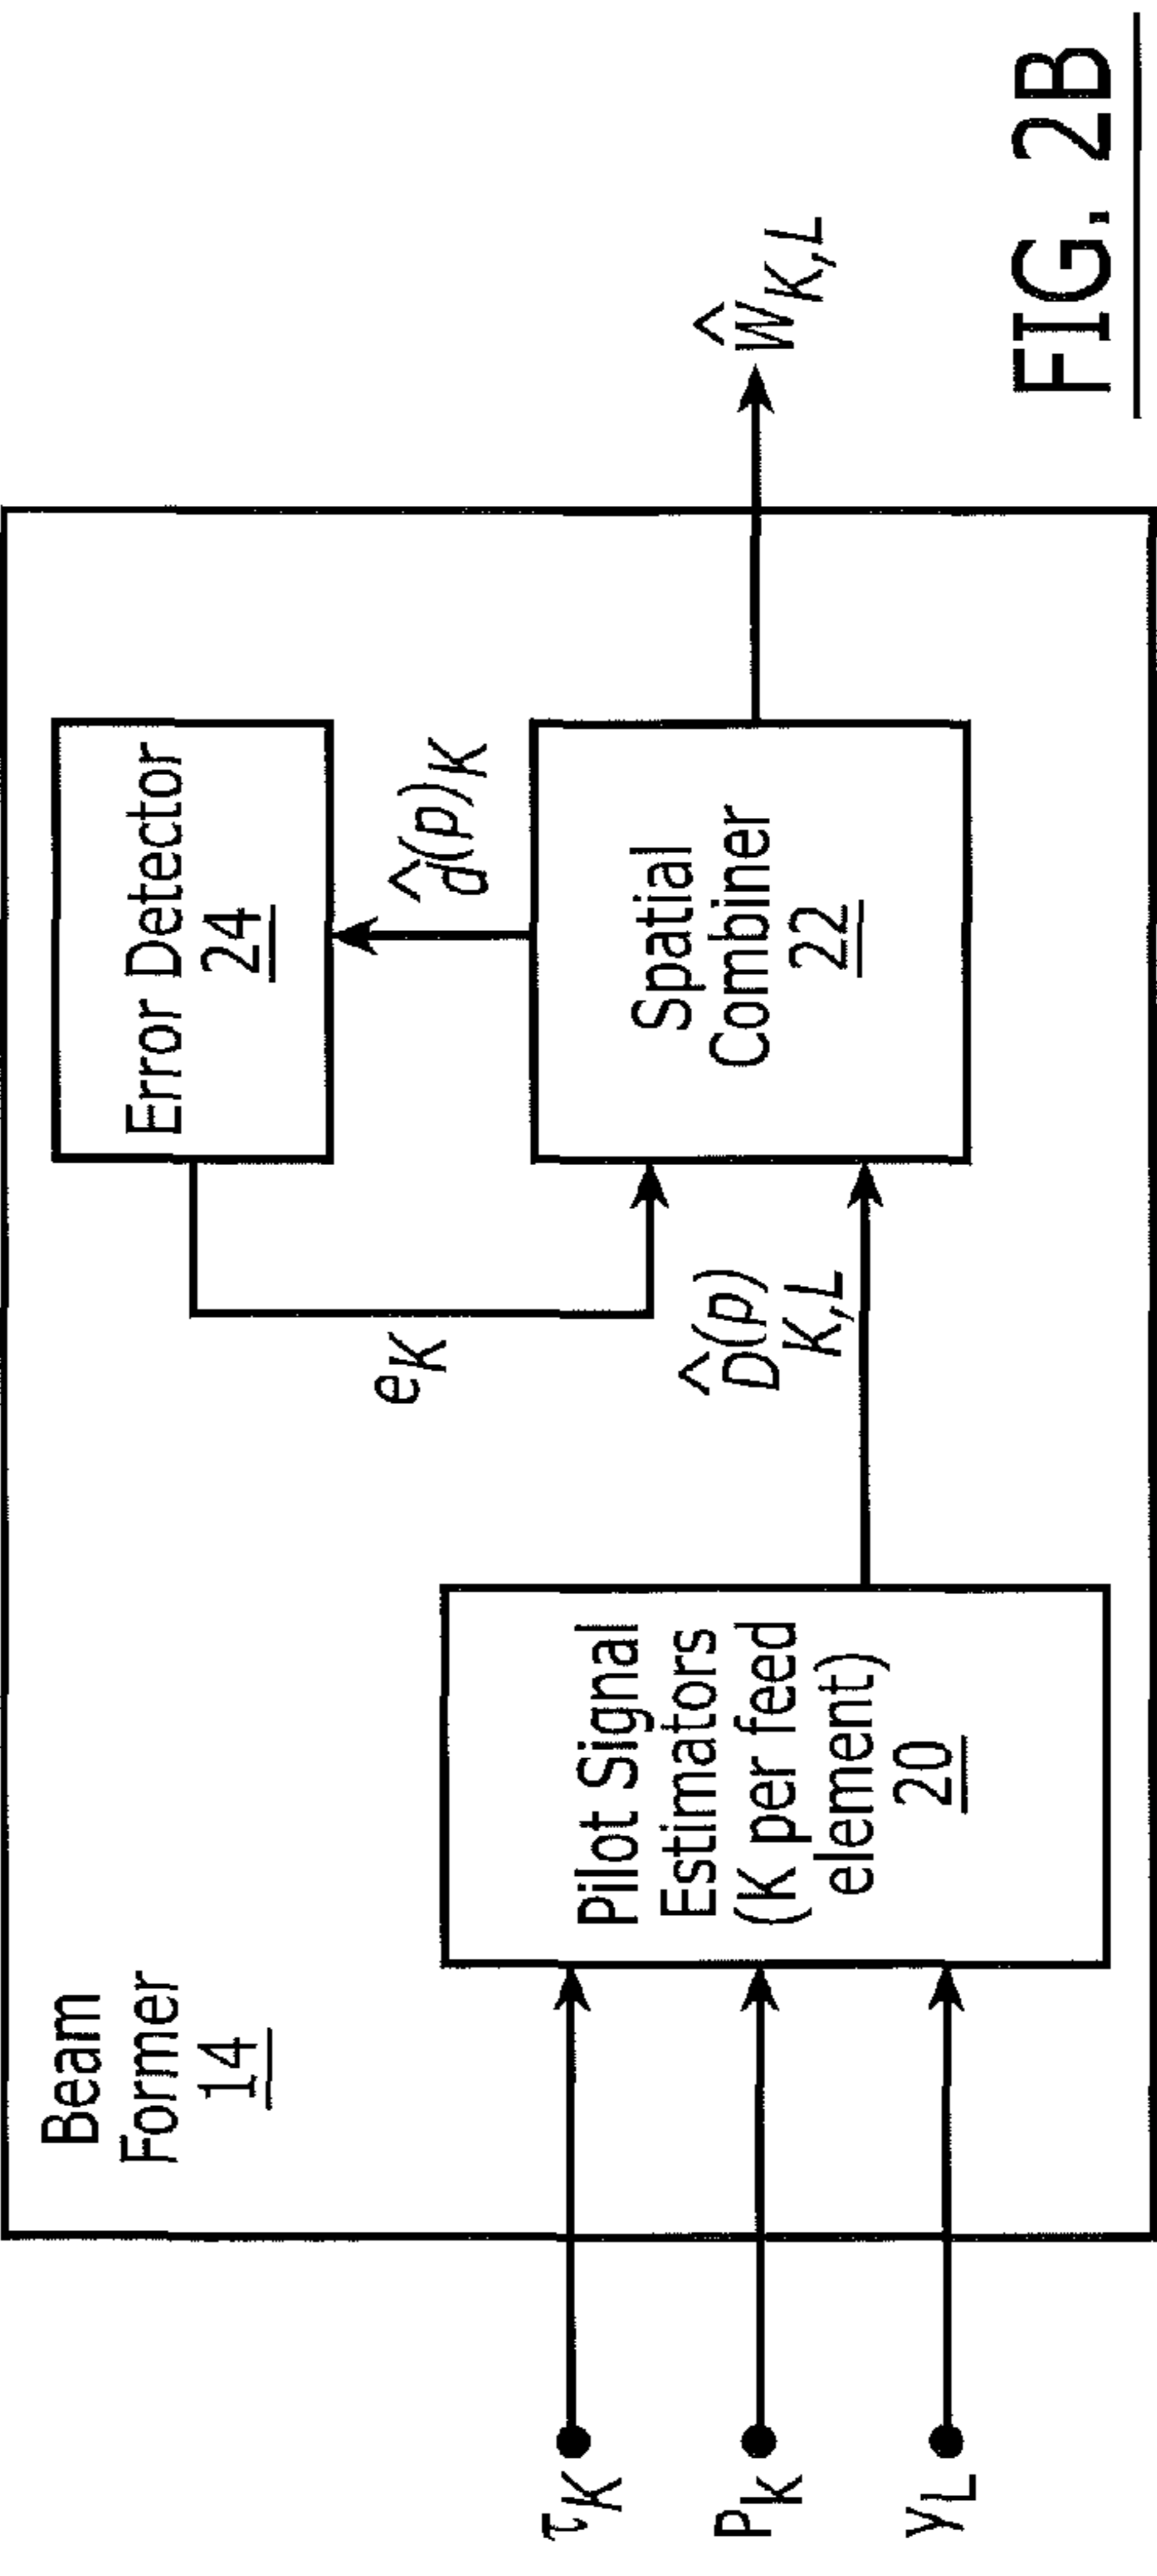 Beam
Former
14
τK
Pk
yL
Pilot Signal
Estimators
(K per feed
element)
20
D̂(p)
K,L
eK
Error Detector
24
d̂(p)K
Spatial
Combiner
22
ŴK,L
FIG. 2B